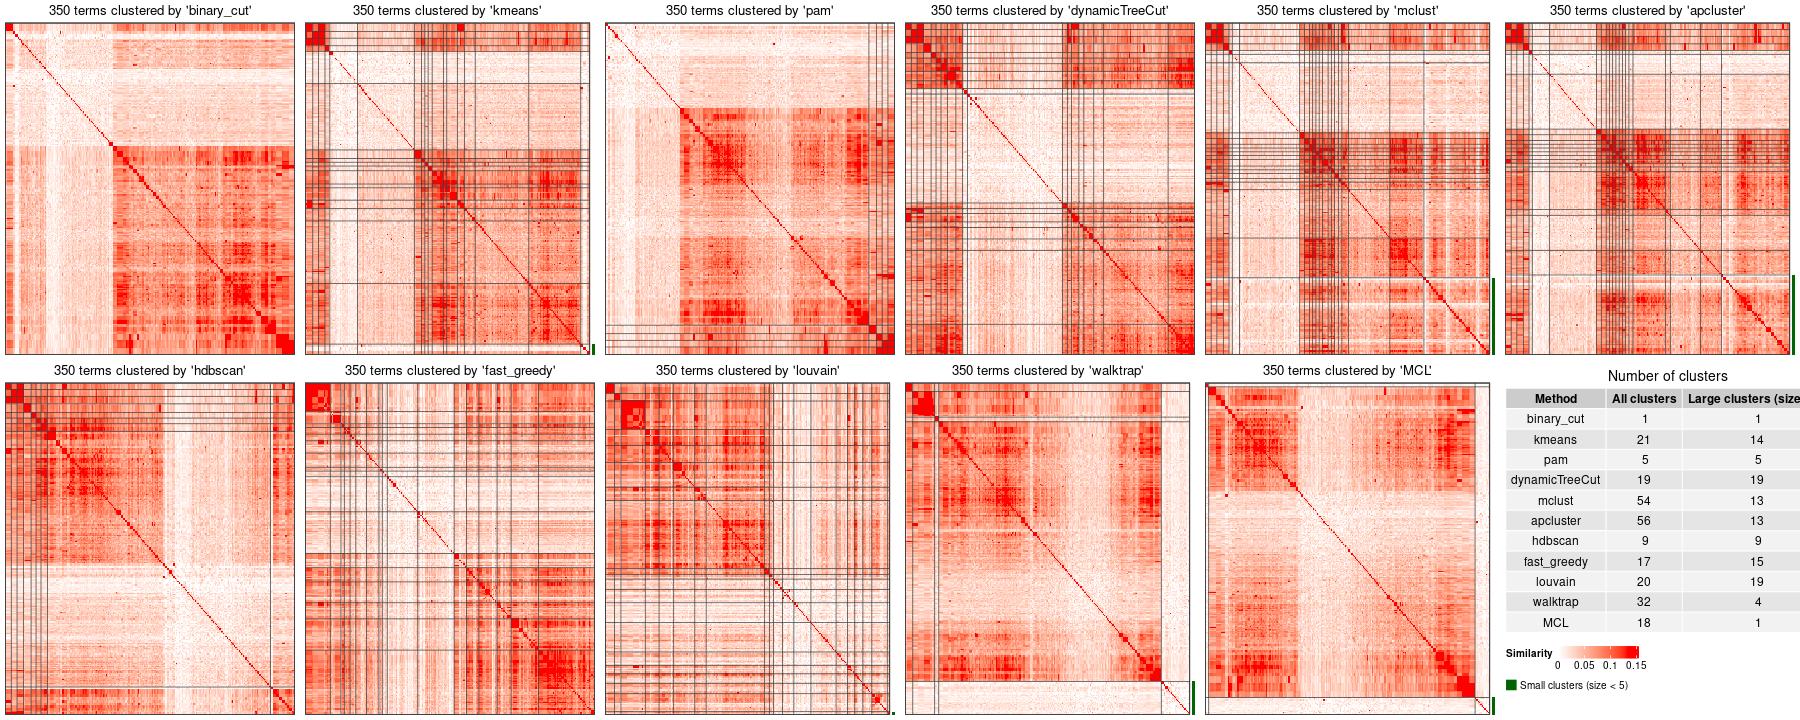 350 terms clustered by 'binary_cut'
350 terms clustered by 'kmeans'
350 terms clustered by 'pam'
350 terms clustered by 'dynamicTreeCut'
350 terms clustered by 'mclust'
350 terms clustered by 'apcluster'
350 terms clustered by 'hdbscan'
350 terms clustered by 'fast_greedy'
350 terms clustered by 'louvain'
350 terms clustered by 'walktrap'
350 terms clustered by 'MCL'
Number of clusters
Method All clusters Large clusters (size
binary_cut 1 1
kmeans 21 14
pam 5 5
dynamicTreeCut 19 19
mclust 54 13
apcluster 56 13
hdbscan 9 9
fast_greedy 17 15
louvain 20 19
walktrap 32 4
MCL 18 1
Similarity
0 0.05 0.1 0.15
Small clusters (size < 5)